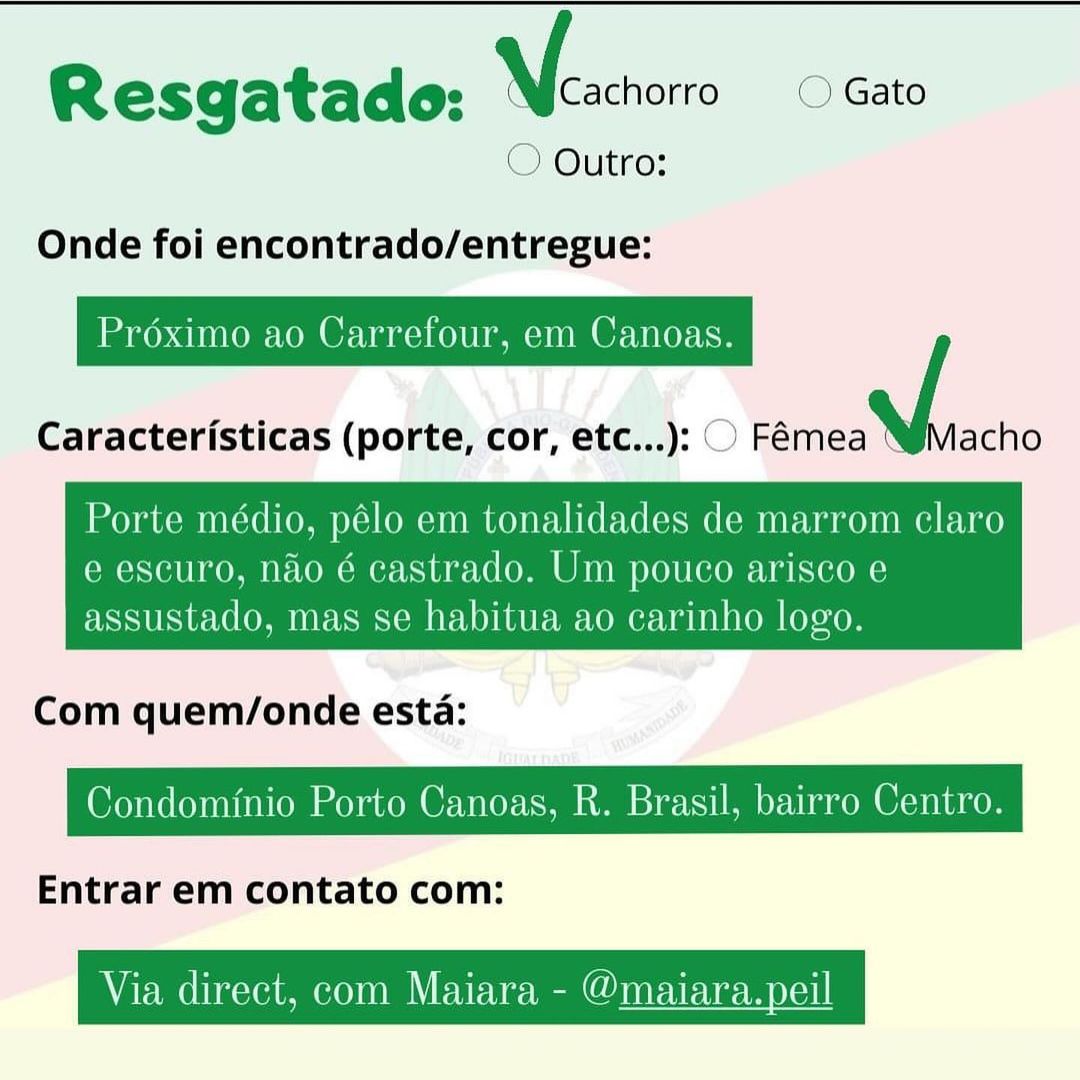 Resgatado: Cachorro Gato
Outro:
Onde foi encontrado/entregue:
Próximo ao Carrefour, em Canoas.
Características (porte, cor, etc...): Fêmea Macho
Porte médio, pêlo em tonalidades de marrom claro
e escuro, não é castrado. Um pouco arisco e
assustado, mas se habitua ao carinho logo.
Com quem/onde está:
IGUALDADE HUMANIDADE
Condomínio Porto Canoas, R. Brasil, bairro Centro.
Entrar em contato com:
Via direct, com Maiara - @maiara.peil